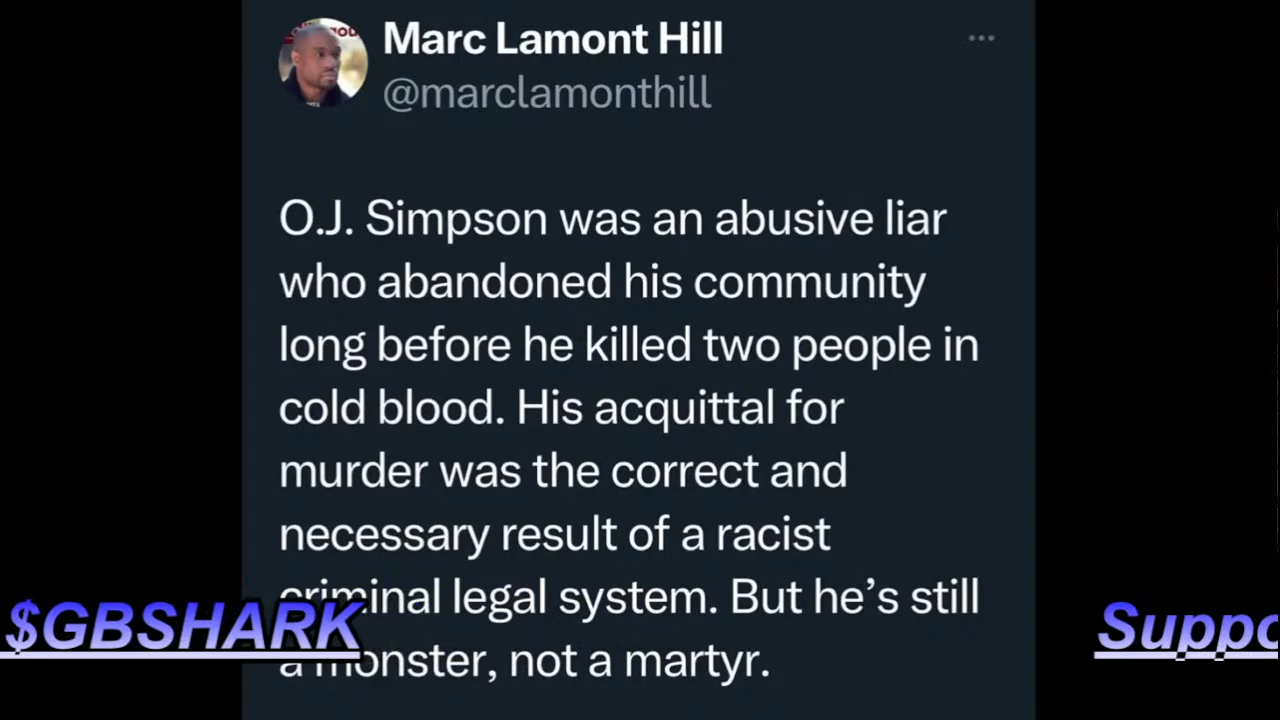 Marc Lamont Hill
@marclamonthill
O.J. Simpson was an abusive liar
who abandoned his community
long before he killed two people in
cold blood. His acquittal for
murder was the correct and
necessary result of a racist
criminal legal system. But he’s still
a monster, not a martyr.
$GBSHARK
Suppo